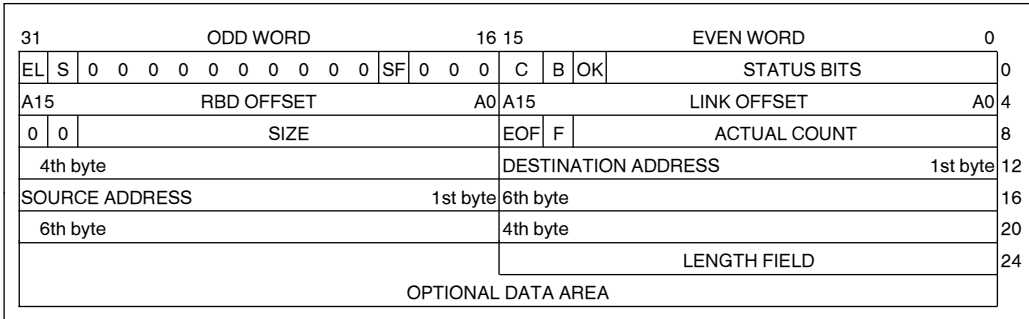 31 ODD WORD 16 15 EVEN WORD 0
EL S 0 0 0 0 0 0 0 0 0 0 SF 0 0 0 C B OK STATUS BITS 0
A15 RBD OFFSET A0 A15 LINK OFFSET A0 4
0 0 SIZE EOF F ACTUAL COUNT 8
4th byte DESTINATION ADDRESS 1st byte 12
SOURCE ADDRESS 1st byte 6th byte 16
6th byte 4th byte 20
LENGTH FIELD 24
OPTIONAL DATA AREA